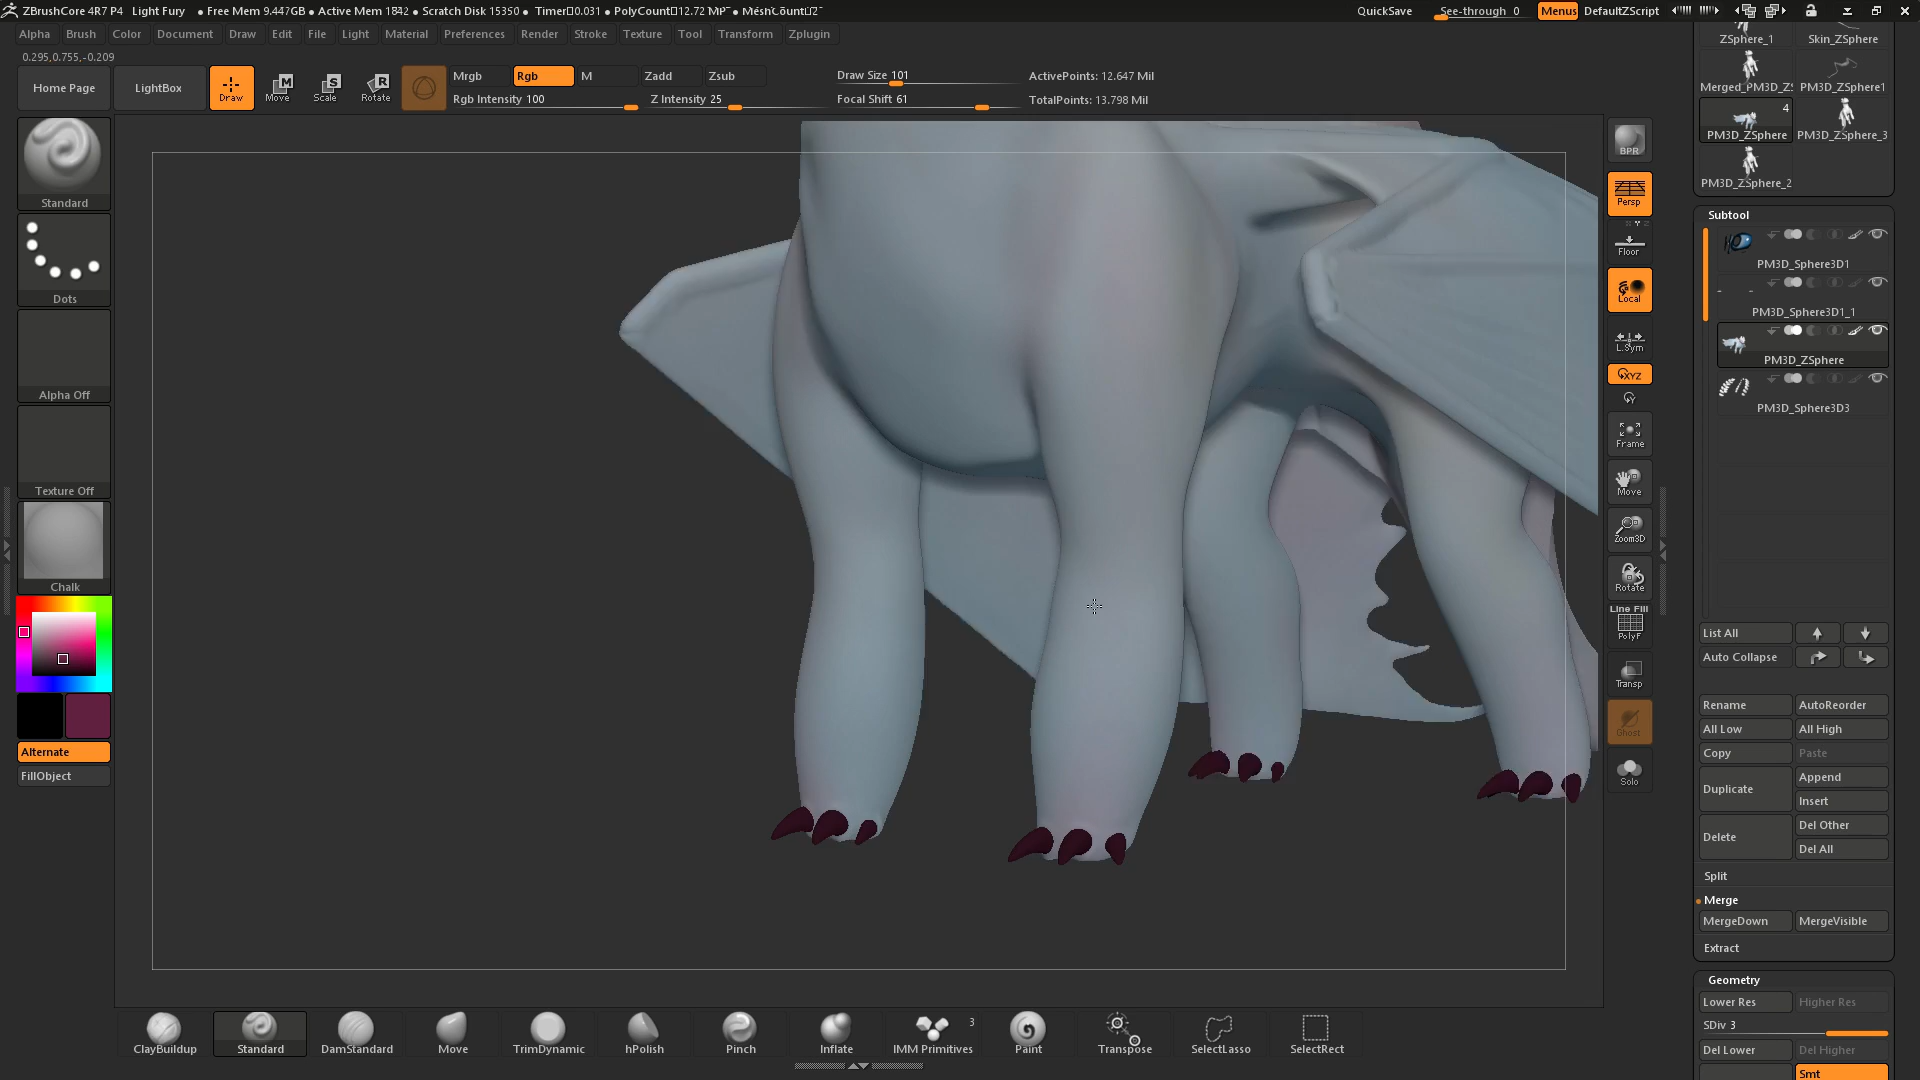 ZBrushCore 4R7 P4 Light Fury • Free Mem 9.447GB • Active Mem 1842 • Scratch Disk 15350 • Timer 0.031 • PolyCount 12.72 MP • MeshCount 2
QuickSave See-through 0 Menus DefaultZScript
Alpha Brush Color Document Draw Edit File Light Material Preferences Render Stroke Texture Tool Transform Zplugin
0.295,0.755,-0.209
Home Page LightBox Draw Move Scale Rotate
Mrgb Rgb M Zadd Zsub
Rgb Intensity 100 Z Intensity 25
Draw Size 101
Focal Shift 61
ActivePoints: 12.647 Mil
TotalPoints: 13.798 Mil
Standard
Dots
Alpha Off
Texture Off
Chalk
Alternate
FillObject
BPR
Persp
Floor
Local
L.Sym
XYZ
Frame
Move
Zoom3D
Rotate
Line Fill
PolyF
Transp
Ghost
Solo
ZSphere_1 Skin_ZSphere
Merged_PM3D_ZS PM3D_ZSphere1
4
PM3D_ZSphere PM3D_ZSphere_3
PM3D_ZSphere_2
Subtool
PM3D_Sphere3D1
PM3D_Sphere3D1_1
PM3D_ZSphere
PM3D_Sphere3D3
List All
Auto Collapse
Rename AutoReorder
All Low All High
Copy Paste
Duplicate Append
Insert
Delete Del Other
Del All
Split
Merge
MergeDown MergeVisible
Extract
Geometry
Lower Res Higher Res
SDiv 3
Del Lower Del Higher
Smt
ClayBuildup Standard DamStandard Move TrimDynamic hPolish Pinch Inflate IMM Primitives 3 Paint Transpose SelectLasso SelectRect